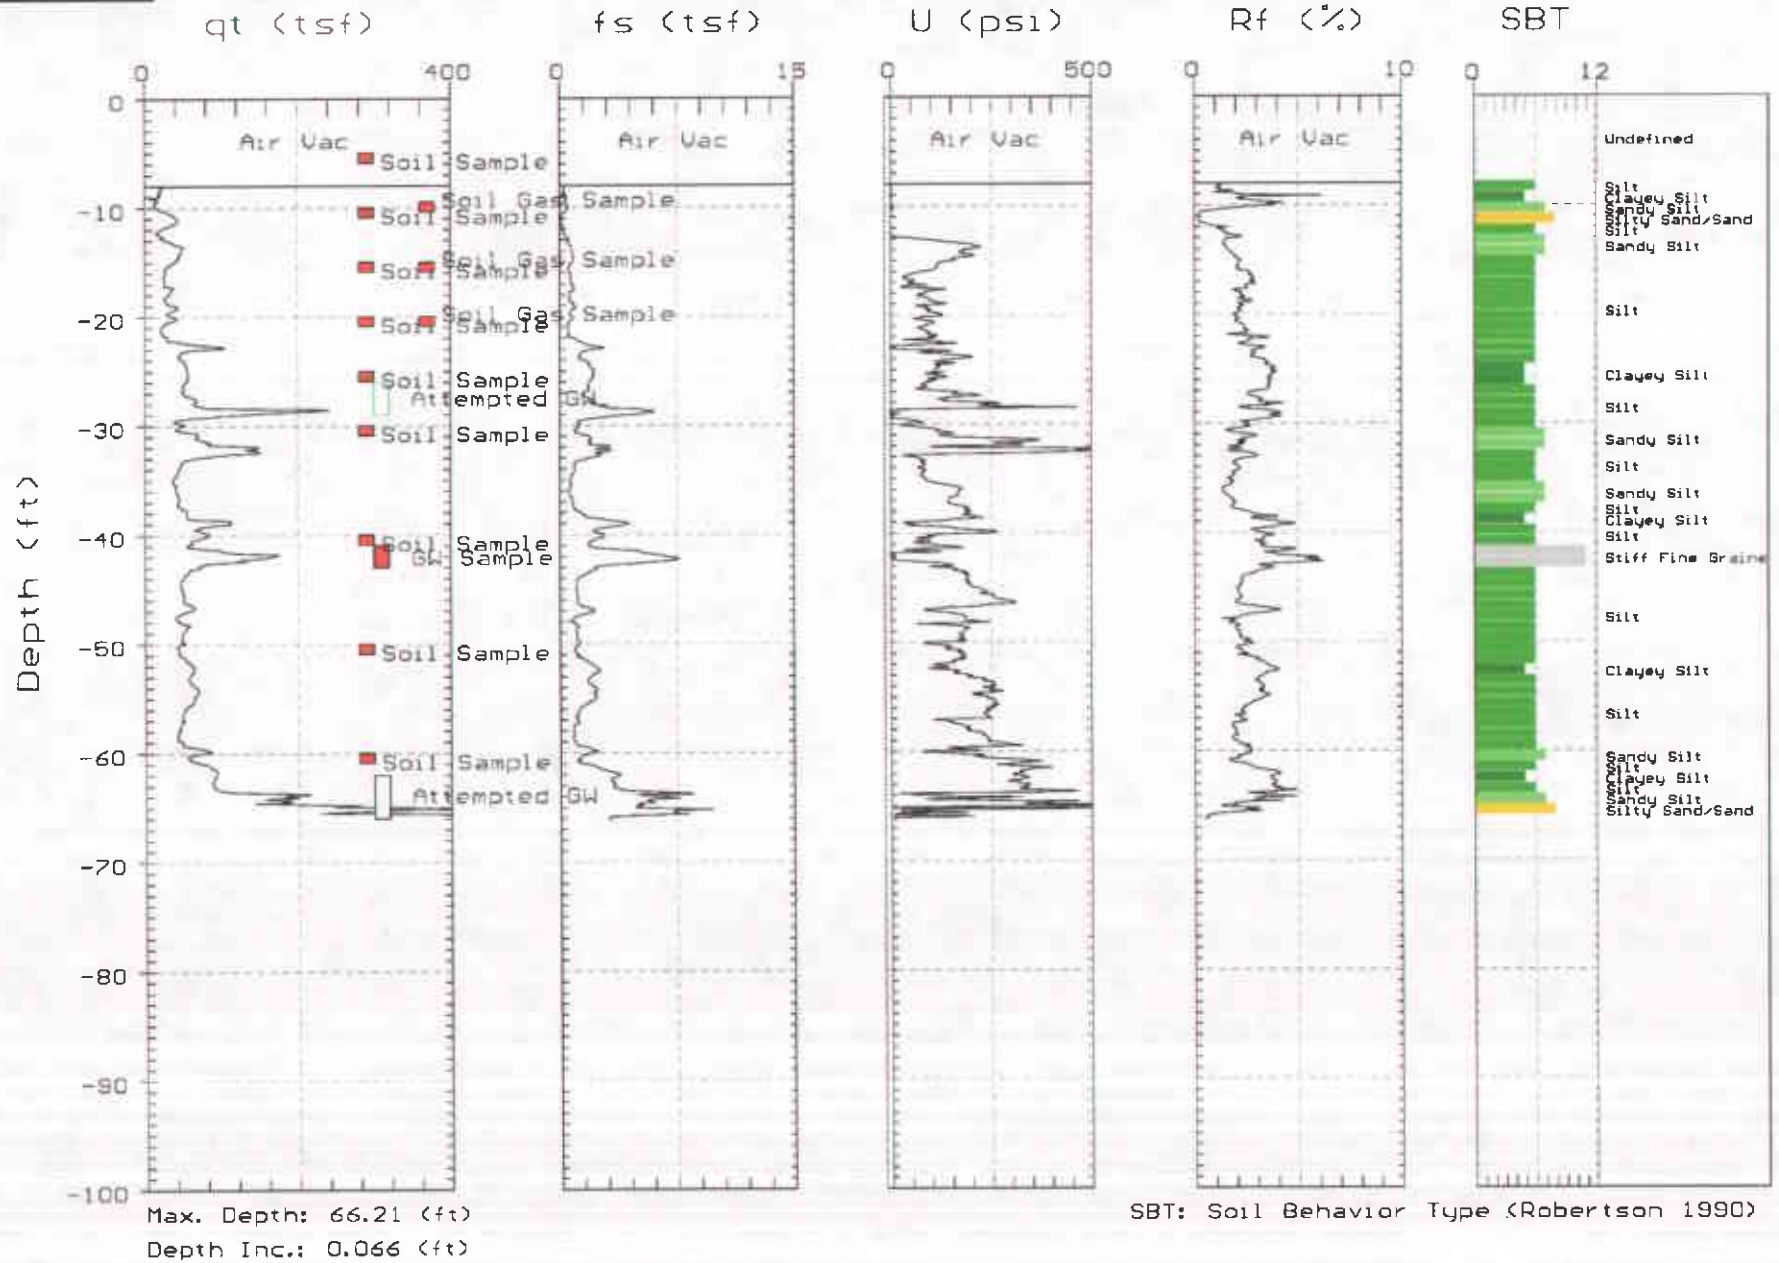 qt (tsf) fs (tsf) U (psi) Rf (%) SBT
0 400 0 15 0 500 0 10 0 12
0
Air Vac Air Vac Air Vac Air Vac
Undefined
Soil Sample
Silt
Clayey Silt
Soil Gas Sample
-10
Soil Sample
Sandy Silt
Silty Sand/Sand
Silt
Sandy Silt
Soil Gas Sample
Soil Sample
Silt
Soil Gas Sample
-20
Soil Sample
Soil Sample
Clayey Silt
Attempted GW
Silt
-30
Soil Sample
Sandy Silt
Silt
Sandy Silt
Silt
Clayey Silt
-40
Soil Sample
Silt
GW Sample
Stiff Fine Graine
Silt
-50
Soil Sample
Clayey Silt
Silt
-60
Soil Sample
Sandy Silt
Silt
Clayey Silt
Silt
Attempted GW
Sandy Silt
Silty Sand/Sand
-70
-80
-90
-100
Depth (ft)
Max. Depth: 66.21 (ft)
Depth Inc.: 0.066 (ft)
SBT: Soil Behavior Type (Robertson 1990)